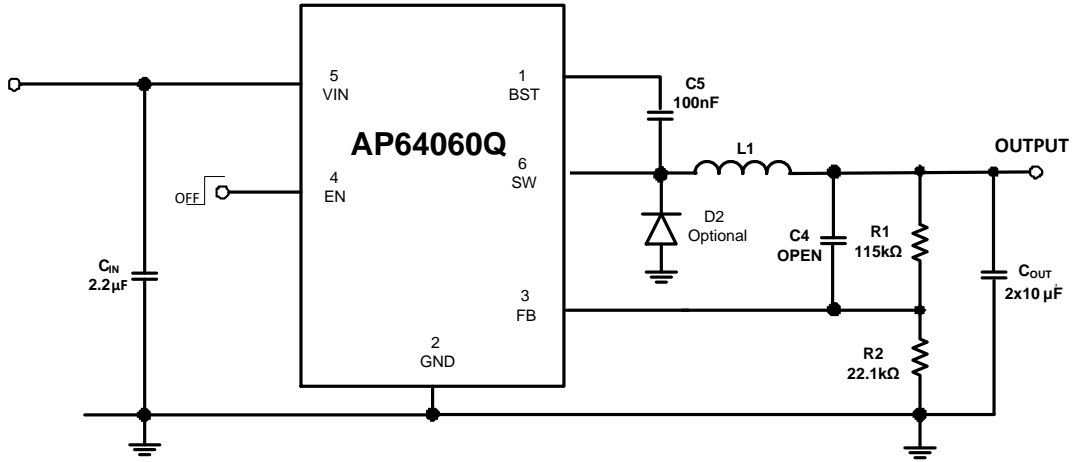 5
VIN
1
BST
C5
100nF
AP64060Q
L1
OUTPUT
6
SW
4
EN
OFF
D2
Optional
C4
OPEN
R1
115kΩ
CIN
2.2µF
COUT
2x10 µF
3
FB
2
GND
R2
22.1kΩ